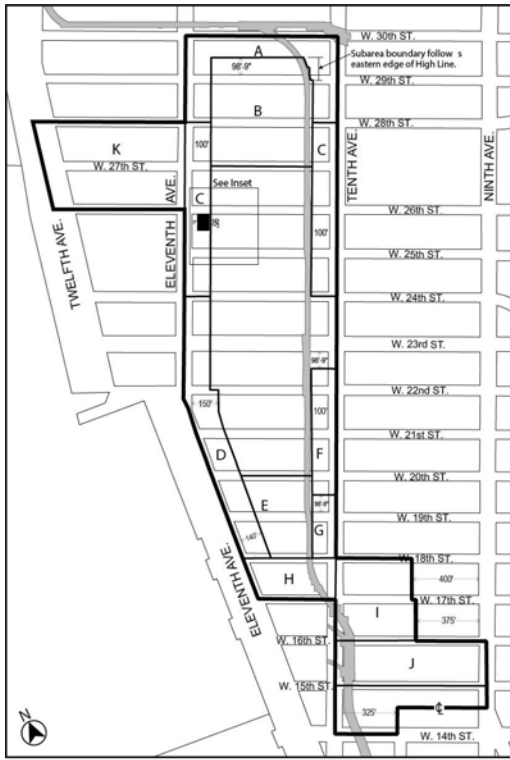 W. 30th ST.
A
Subarea boundary follow s
eastern edge of High Line.
98'-9"
W. 29th ST.
B
W. 28th ST.
K
100'
C
W. 27th ST.
TENTH AVE.
NINTH AVE.
See Inset
AVE.
C
W. 26th ST.
TWELFTH AVE.
ELEVENTH
100'
W. 25th ST.
W. 24th ST.
W. 23rd ST.
98'-9"
W. 22nd ST.
150'
100'
W. 21st ST.
D
F
W. 20th ST.
E
98'-9"
W. 19th ST.
G
140'
W. 18th ST.
ELEVENTH AVE.
H
400'
W. 17th ST.
I
375'
W. 16th ST.
J
W. 15th ST.
325'
W. 14th ST.
N